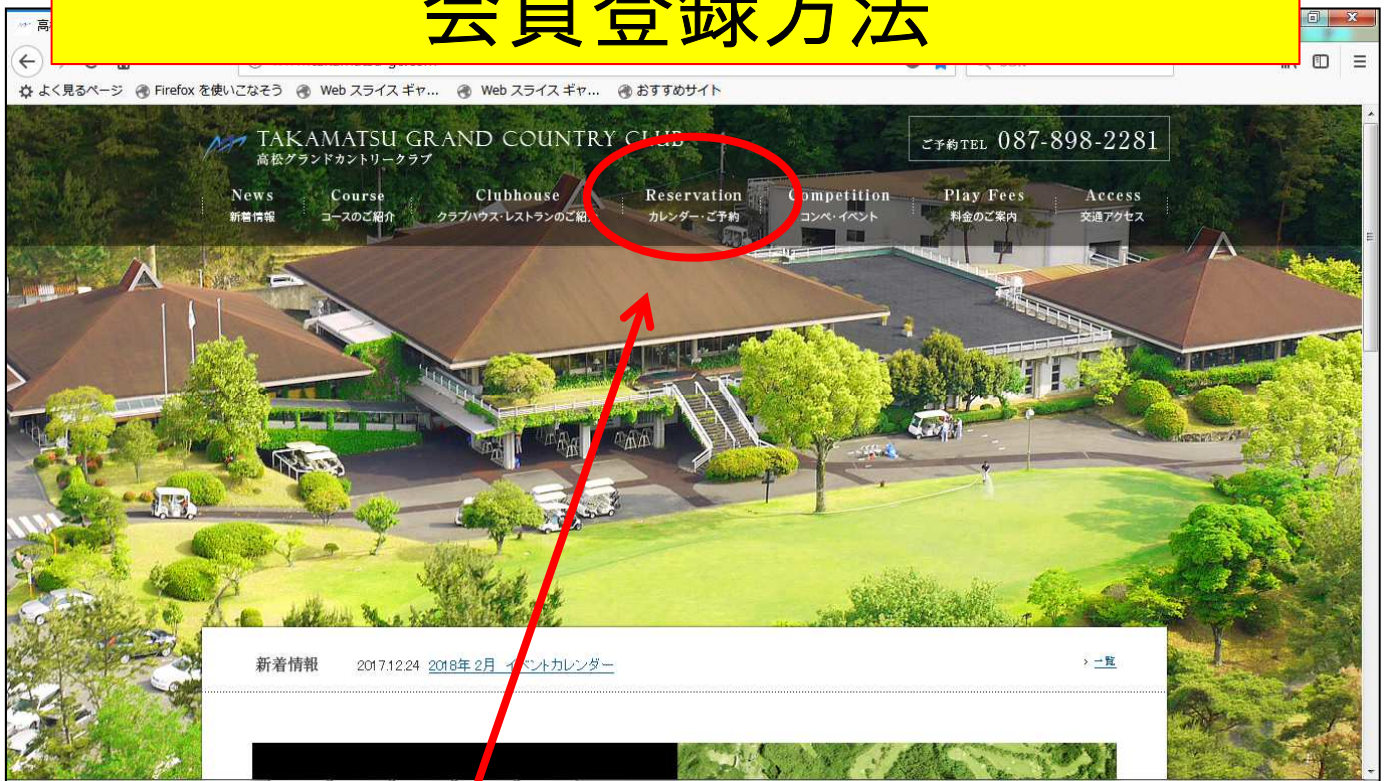 会員登録方法
高
よく見るページ Firefox を使いこなそう Web スライス ギャ... Web スライス ギャ... おすすめサイト
TAKAMATSU GRAND COUNTRY CLUB
高松グランドカントリークラブ
ご予約TEL 087-898-2281
News Course Clubhouse Reservation Competition Play Fees Access
新着情報 コースのご紹介 クラブハウス・レストランのご紹介 カレンダー・ご予約 コンペ・イベント 料金のご案内 交通アクセス
新着情報 2017.12.24 2018年 2月 イベントカレンダー > 一覧